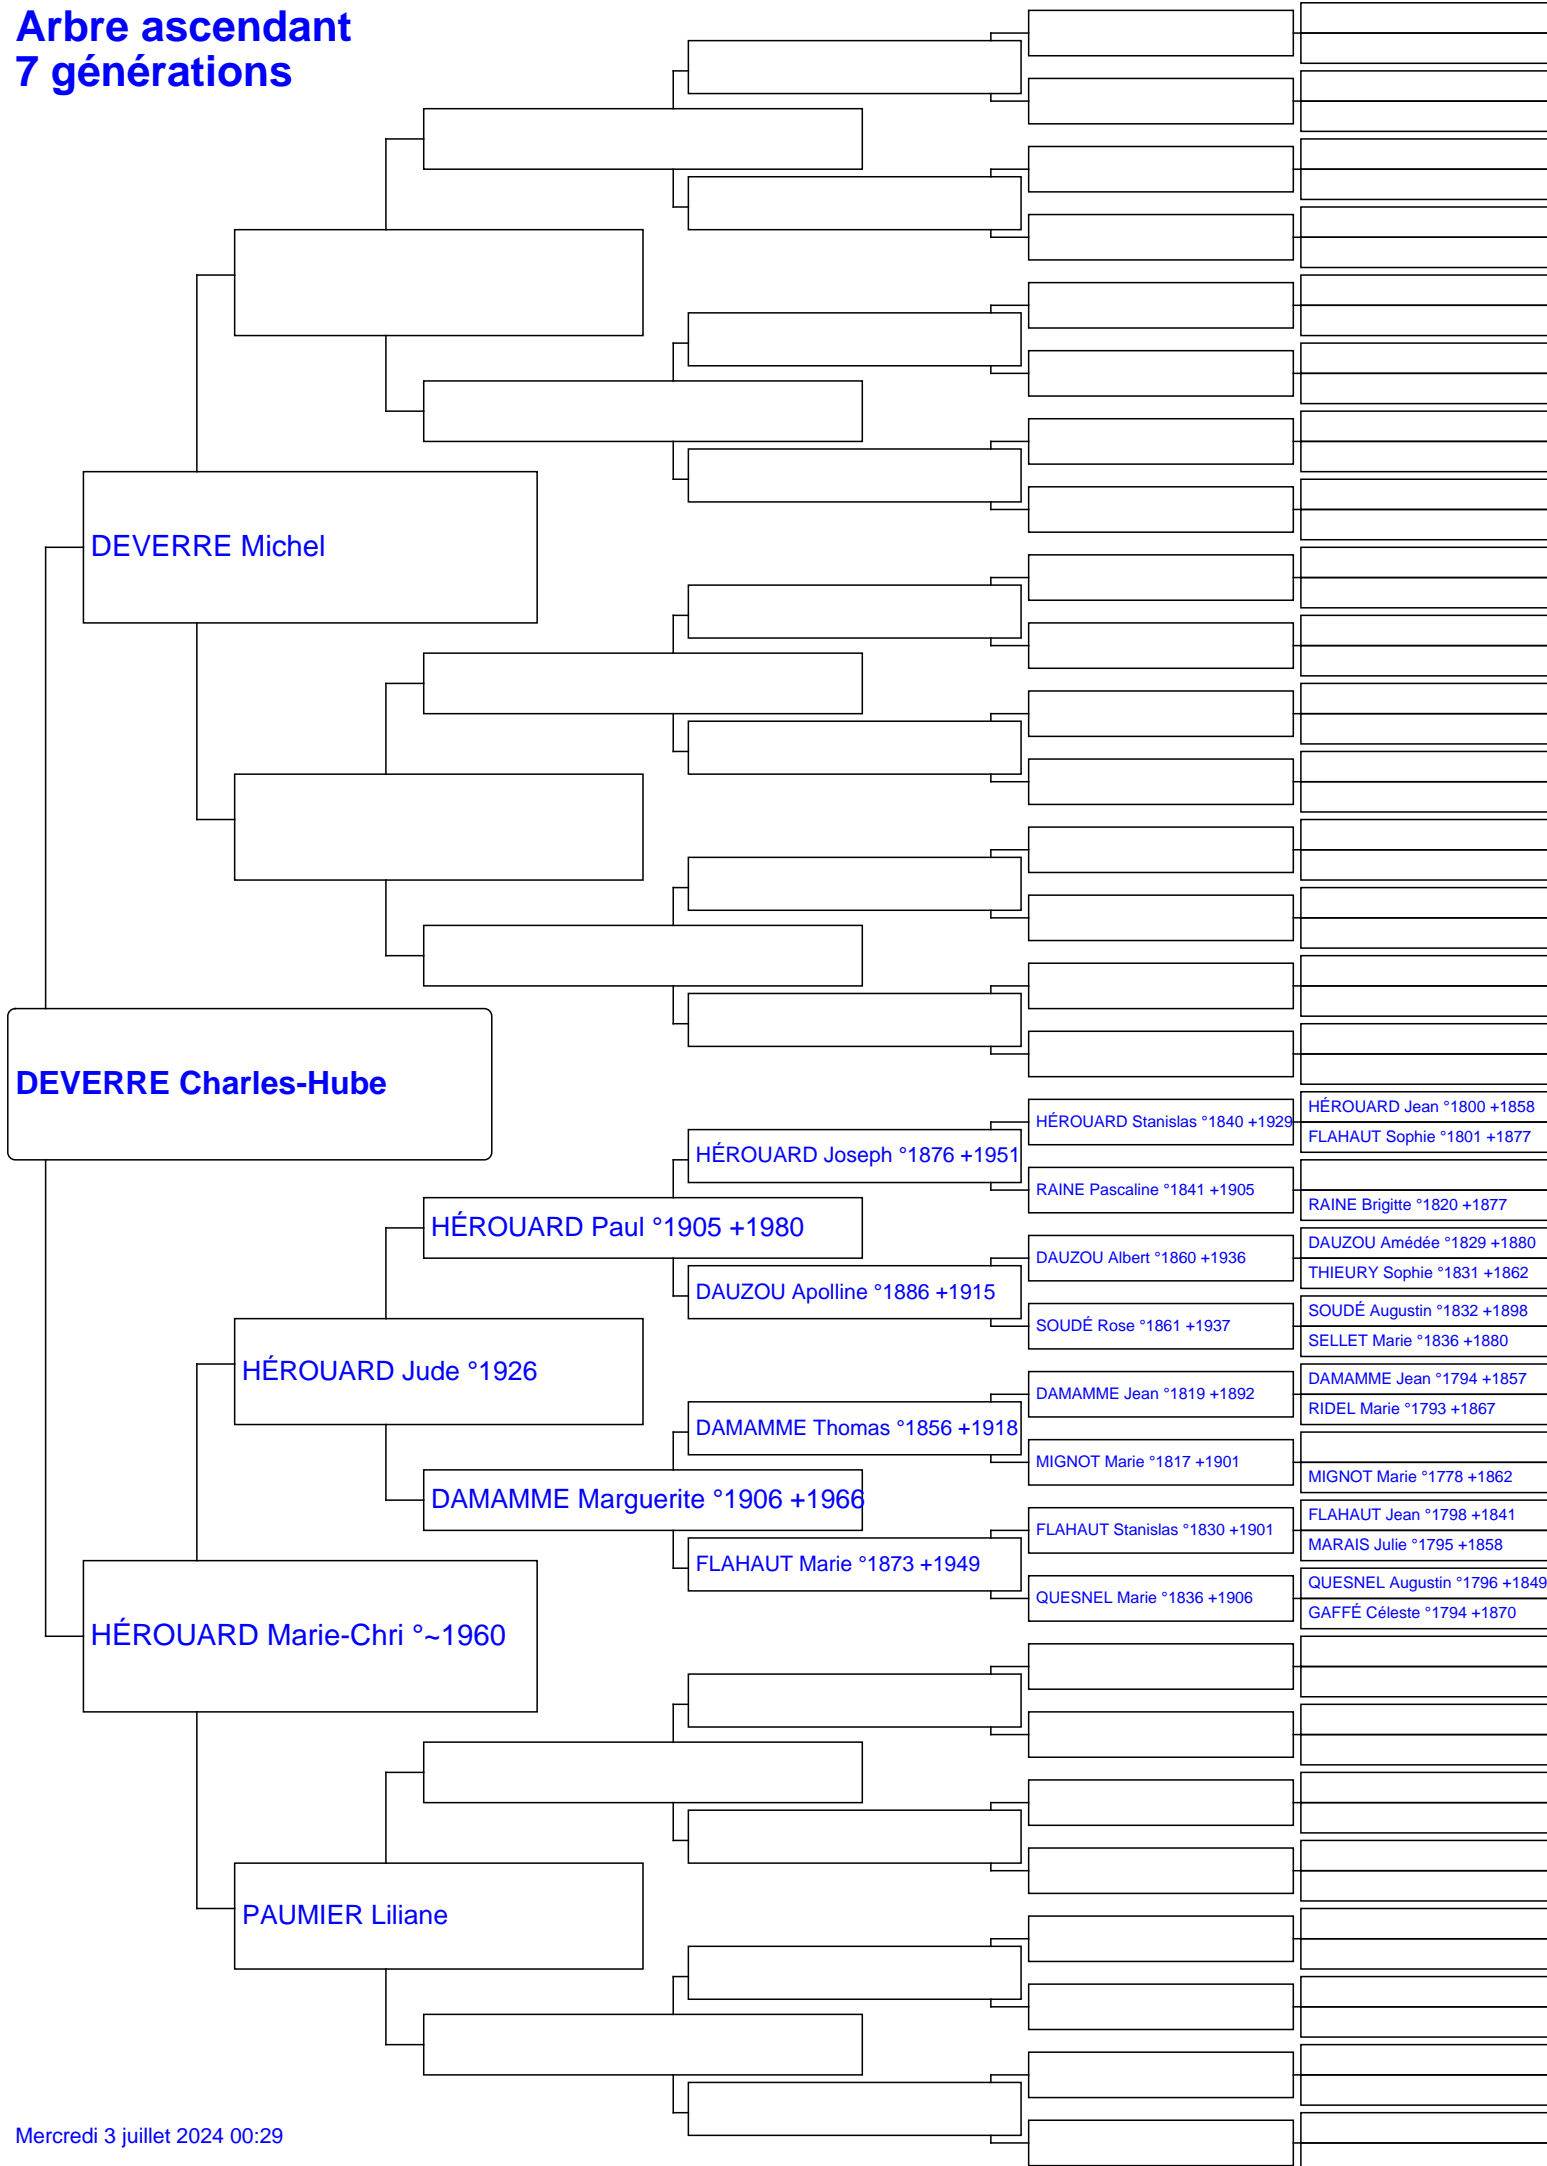 Arbre ascendant
7 générations
DEVERRE Michel
DEVERRE Charles-Hube
HÉROUARD Jean °1800 +1858
HÉROUARD Stanislas °1840 +1929
FLAHAUT Sophie °1801 +1877
HÉROUARD Joseph °1876 +1951
RAINE Pascaline °1841 +1905
RAINE Brigitte °1820 +1877
HÉROUARD Paul °1905 +1980
DAUZOU Amédée °1829 +1880
DAUZOU Albert °1860 +1936
THIEURY Sophie °1831 +1862
DAUZOU Apolline °1886 +1915
SOUDÉ Augustin °1832 +1898
SOUDÉ Rose °1861 +1937
SELLET Marie °1836 +1880
HÉROUARD Jude °1926
DAMAMME Jean °1794 +1857
DAMAMME Jean °1819 +1892
RIDEL Marie °1793 +1867
DAMAMME Thomas °1856 +1918
MIGNOT Marie °1817 +1901
MIGNOT Marie °1778 +1862
DAMAMME Marguerite °1906 +1966
FLAHAUT Jean °1798 +1841
FLAHAUT Stanislas °1830 +1901
MARAIS Julie °1795 +1858
FLAHAUT Marie °1873 +1949
QUESNEL Augustin °1796 +1849
QUESNEL Marie °1836 +1906
GAFFÉ Céleste °1794 +1870
HÉROUARD Marie-Chri °~1960
PAUMIER Liliane
Mercredi 3 juillet 2024 00:29